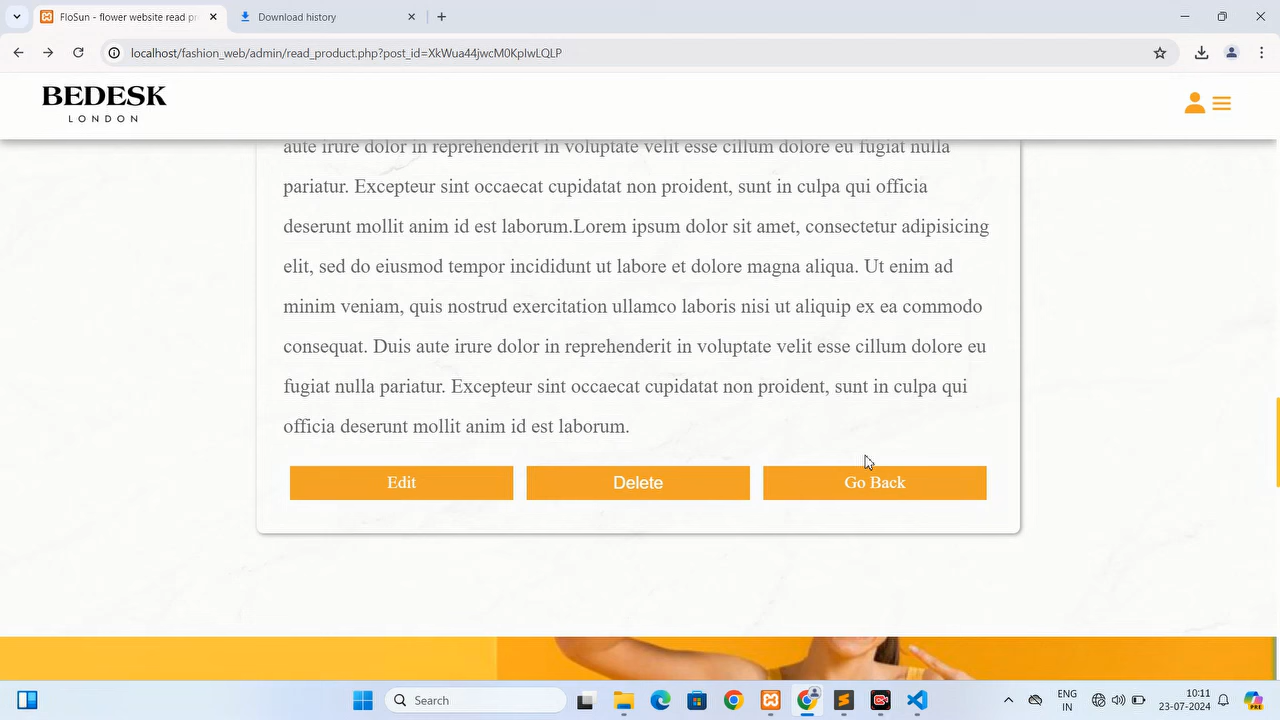 FloSun - flower website read pr
Download history
localhost/fashion_web/admin/read_product.php?post_id=XkWua44jwcM0KpIwLQLP
BEDESK
LONDON
aute irure dolor in reprehenderit in voluptate velit esse cillum dolore eu fugiat nulla
pariatur. Excepteur sint occaecat cupidatat non proident, sunt in culpa qui officia
deserunt mollit anim id est laborum.Lorem ipsum dolor sit amet, consectetur adipisicing
elit, sed do eiusmod tempor incididunt ut labore et dolore magna aliqua. Ut enim ad
minim veniam, quis nostrud exercitation ullamco laboris nisi ut aliquip ex ea commodo
consequat. Duis aute irure dolor in reprehenderit in voluptate velit esse cillum dolore eu
fugiat nulla pariatur. Excepteur sint occaecat cupidatat non proident, sunt in culpa qui
officia deserunt mollit anim id est laborum.
Edit Delete Go Back
Search
ENG
IN
10:11
23-07-2024
PRE